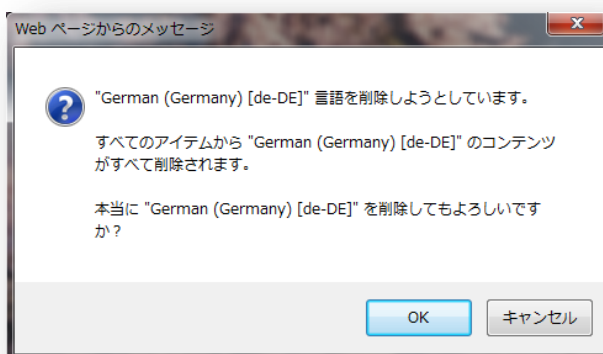 Web ページからのメッセージ
"German (Germany) [de-DE]" 言語を削除しようとしています。
すべてのアイテムから "German (Germany) [de-DE]" のコンテンツ
がすべて削除されます。
本当に "German (Germany) [de-DE]" を削除してもよろしいです
か？
OK
キャンセル